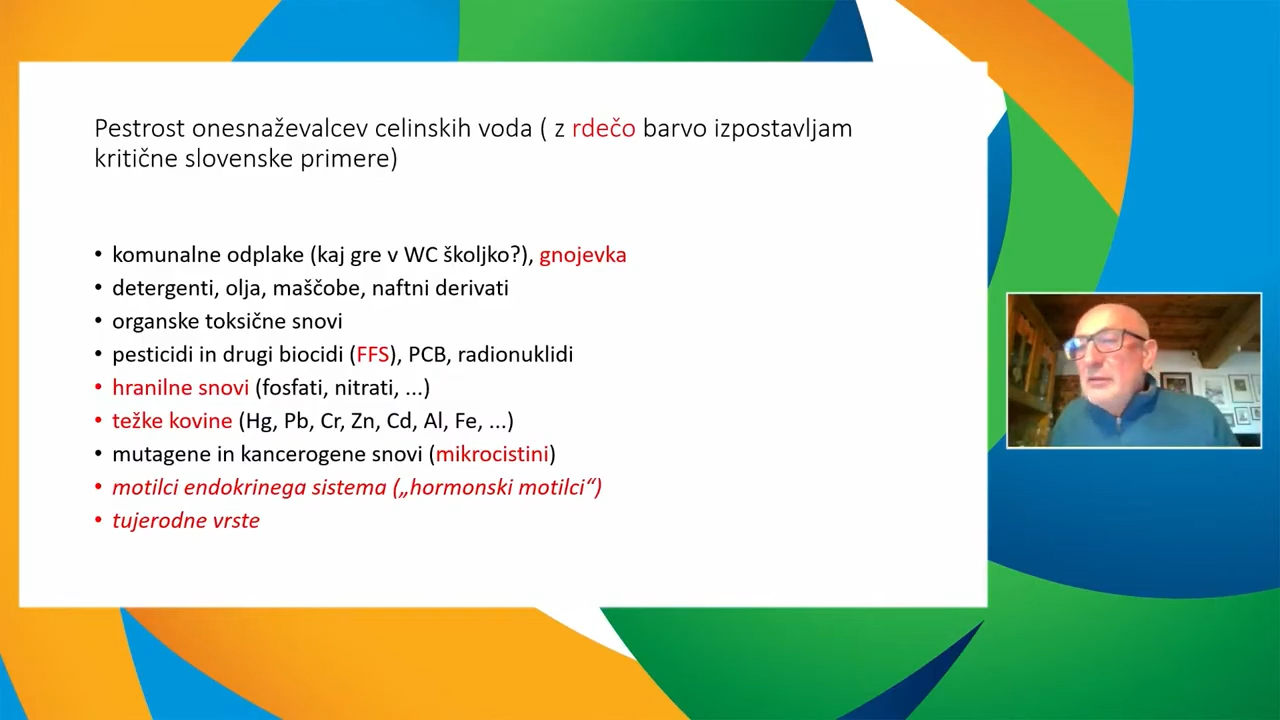 Pestrost onesnaževalcev celinskih voda ( z rdečo barvo izpostavljam
kritične slovenske primere)
• komunalne odplake (kaj gre v WC školjko?), gnojevka
• detergenti, olja, maščobe, naftni derivati
• organske toksične snovi
• pesticidi in drugi biocidi (FFS), PCB, radionuklidi
• hranilne snovi (fosfati, nitrati, ...)
• težke kovine (Hg, Pb, Cr, Zn, Cd, Al, Fe, ...)
• mutagene in kancerogene snovi (mikrocistini)
• motilci endokrinega sistema („hormonski motilci“)
• tujerodne vrste